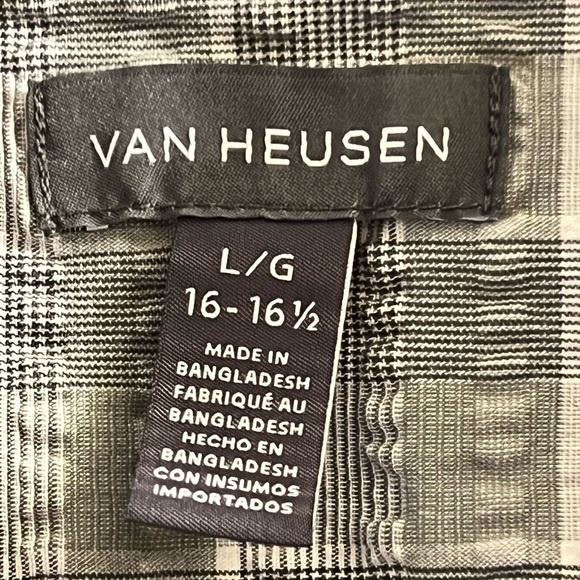 VAN HEUSEN
L/G
16-16½
MADE IN
BANGLADESH
FABRIQUÉ AU
BANGLADESH
HECHO EN
BANGLADESH
CON INSUMOS
IMPORTADOS